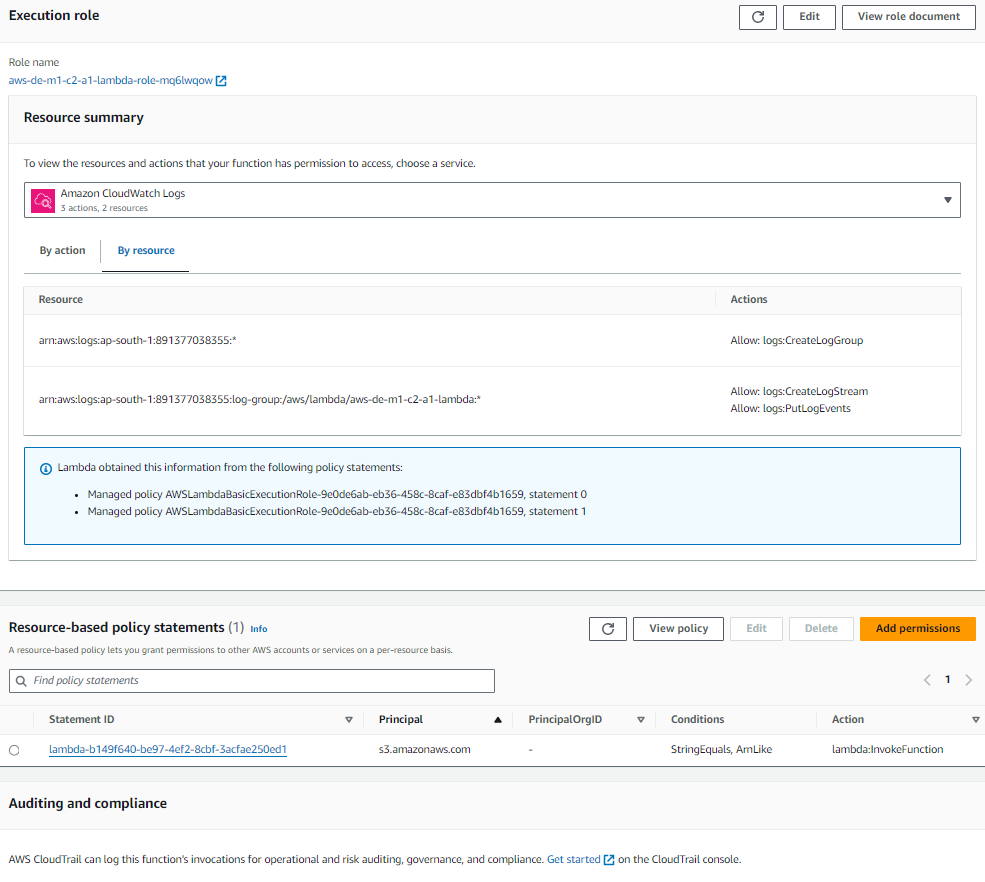 Execution role
Edit
View role document
Role name
aws-de-m1-c2-a1-lambda-role-mq6lwqow
Resource summary
To view the resources and actions that your function has permission to access, choose a service.
Amazon CloudWatch Logs
3 actions, 2 resources
By action
By resource
Resource
Actions
arn:aws:logs:ap-south-1:891377038355:*
Allow: logs:CreateLogGroup
arn:aws:logs:ap-south-1:891377038355:log-group:/aws/lambda/aws-de-m1-c2-a1-lambda:*
Allow: logs:CreateLogStream
Allow: logs:PutLogEvents
Lambda obtained this information from the following policy statements:
• Managed policy AWSLambdaBasicExecutionRole-9e0de6ab-eb36-458c-8caf-e83dbf4b1659, statement 0
• Managed policy AWSLambdaBasicExecutionRole-9e0de6ab-eb36-458c-8caf-e83dbf4b1659, statement 1
Resource-based policy statements (1) Info
View policy
Edit
Delete
Add permissions
A resource-based policy lets you grant permissions to other AWS accounts or services on a per-resource basis.
Find policy statements
1
Statement ID
Principal
PrincipalOrgID
Conditions
Action
lambda-b149f640-be97-4ef2-8cbf-3acfae250ed1
s3.amazonaws.com
-
StringEquals, ArnLike
lambda:InvokeFunction
Auditing and compliance
AWS CloudTrail can log this function's invocations for operational and risk auditing, governance, and compliance. Get started on the CloudTrail console.